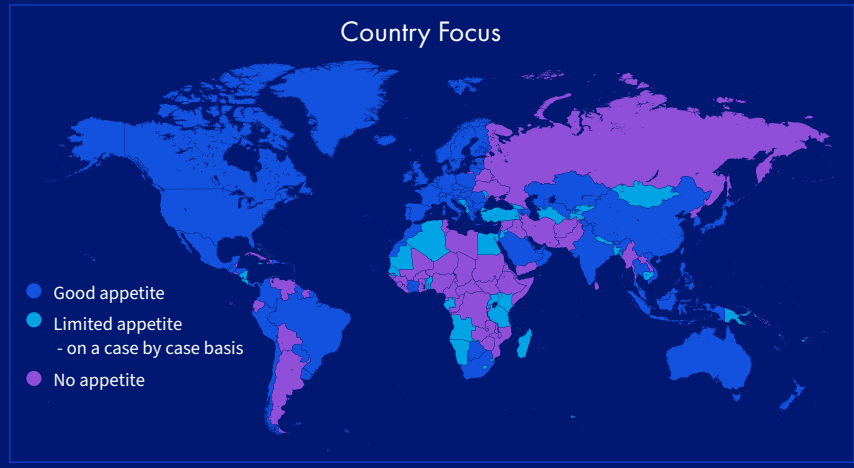 Country Focus
Good appetite
Limited appetite
- on a case by case basis
No appetite